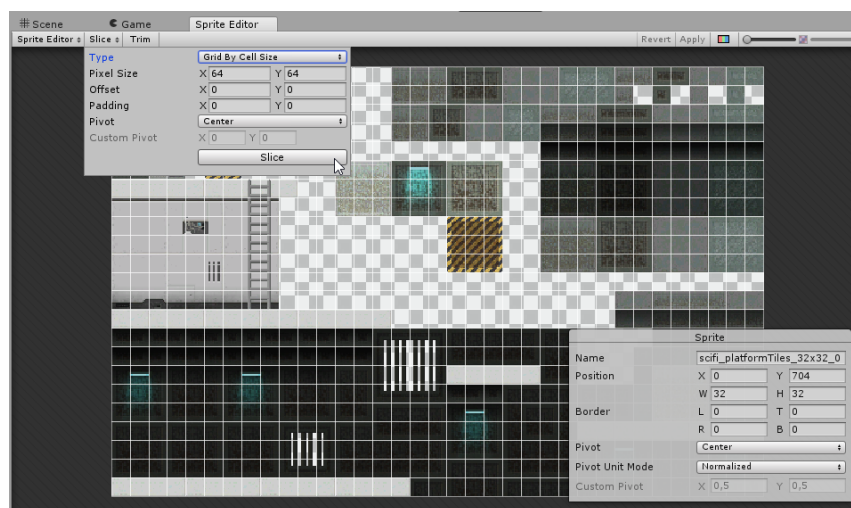 Scene Game Sprite Editor
Sprite Editor Slice Trim Revert Apply
Type Grid By Cell Size
Pixel Size X 64 Y 64
Offset X 0 Y 0
Padding X 0 Y 0
Pivot Center
Custom Pivot X 0 Y 0
Slice
Sprite
Name scifi_platformTiles_32x32_0
Position X 0 Y 704
W 32 H 32
Border L 0 T 0
R 0 B 0
Pivot Center
Pivot Unit Mode Normalized
Custom Pivot X 0,5 Y 0,5